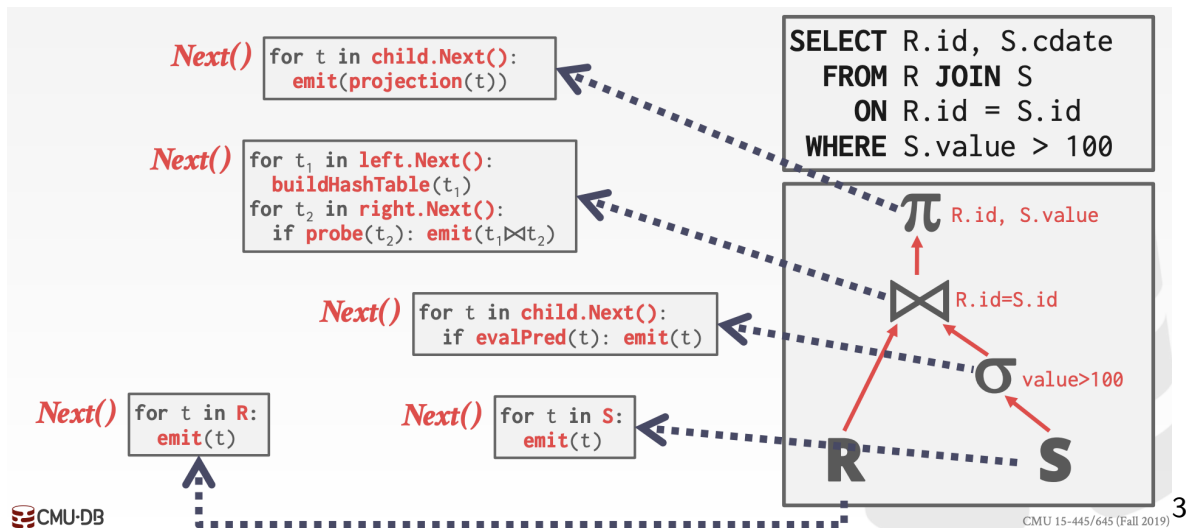 Next()
for t in child.Next():
emit(projection(t))
SELECT R.id, S.cdate
FROM R JOIN S
ON R.id = S.id
WHERE S.value > 100
Next()
for t₁ in left.Next():
buildHashTable(t₁)
for t₂ in right.Next():
if probe(t₂): emit(t₁⨝t₂)
π R.id, S.value
⨝ R.id=S.id
Next()
for t in child.Next():
if evalPred(t): emit(t)
σ value>100
Next()
for t in R:
emit(t)
Next()
for t in S:
emit(t)
R
S
CMU·DB
CMU 15-445/645 (Fall 2019)
3